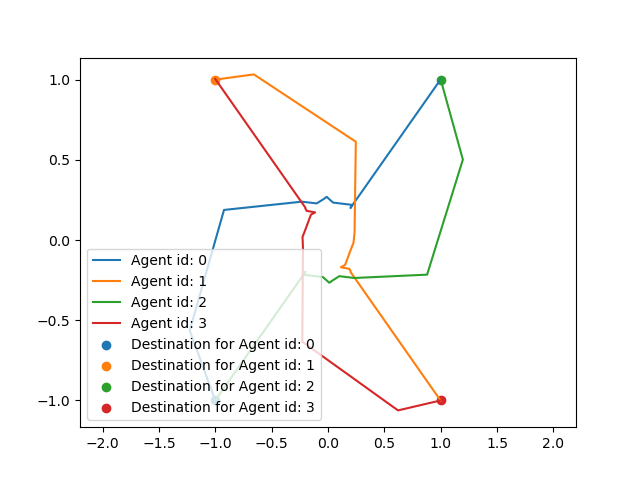 1.0
0.5
0.0
−0.5
−1.0
Agent id: 0
Agent id: 1
Agent id: 2
Agent id: 3
Destination for Agent id: 0
Destination for Agent id: 1
Destination for Agent id: 2
Destination for Agent id: 3
−2.0 −1.5 −1.0 −0.5 0.0 0.5 1.0 1.5 2.0